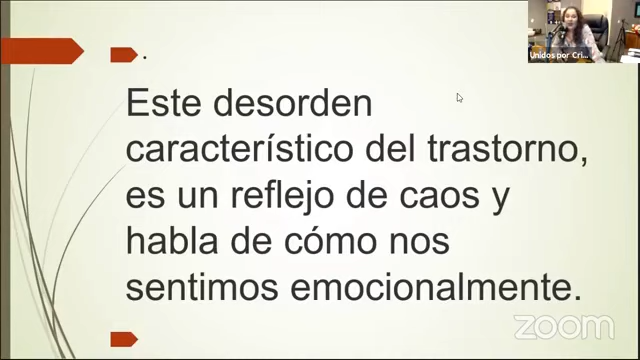 Unidos por Cri...
.
Este desorden
característico del trastorno,
es un reflejo de caos y
habla de cómo nos
sentimos emocionalmente.
zoom